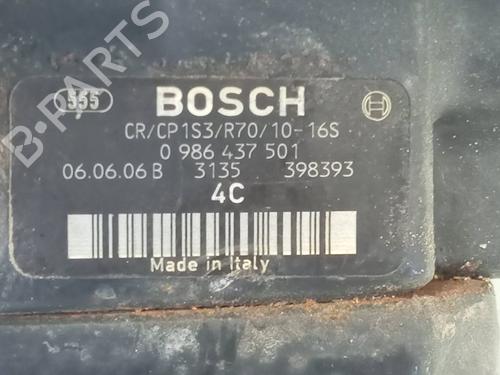 555 BOSCH
CR/CP1S3/R70/10-16S
0 986 437 501
06.06.06 B 3135 398393
4C
Made in Italy
B-PARTS